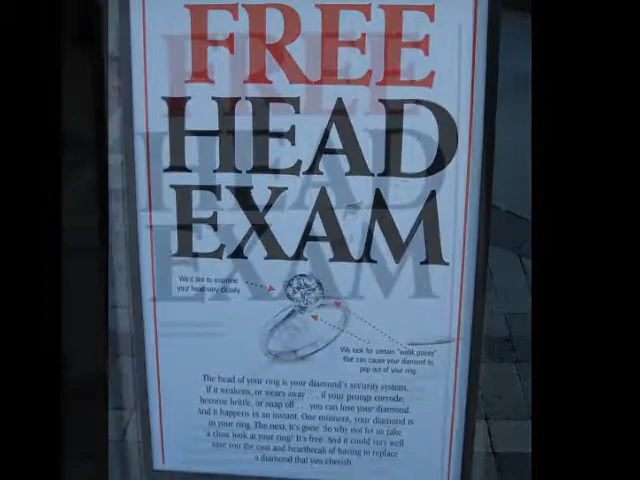 FREE
HEAD
EXAM
We'd like to examine
your head very closely
We look for certain "weak points"
that can cause your diamond to
pop out of your ring
The head of your ring is your diamond's security system.
If it weakens, or wears away . . . if your prongs corrode,
become brittle, or snap off . . . you can lose your diamond.
And it happens in an instant. One moment, your diamond is
in your ring. The next, it's gone. So why not let us take
a close look at your ring? It's free. And it could very well
save you the cost and heartbreak of having to replace
a diamond that you cherish.